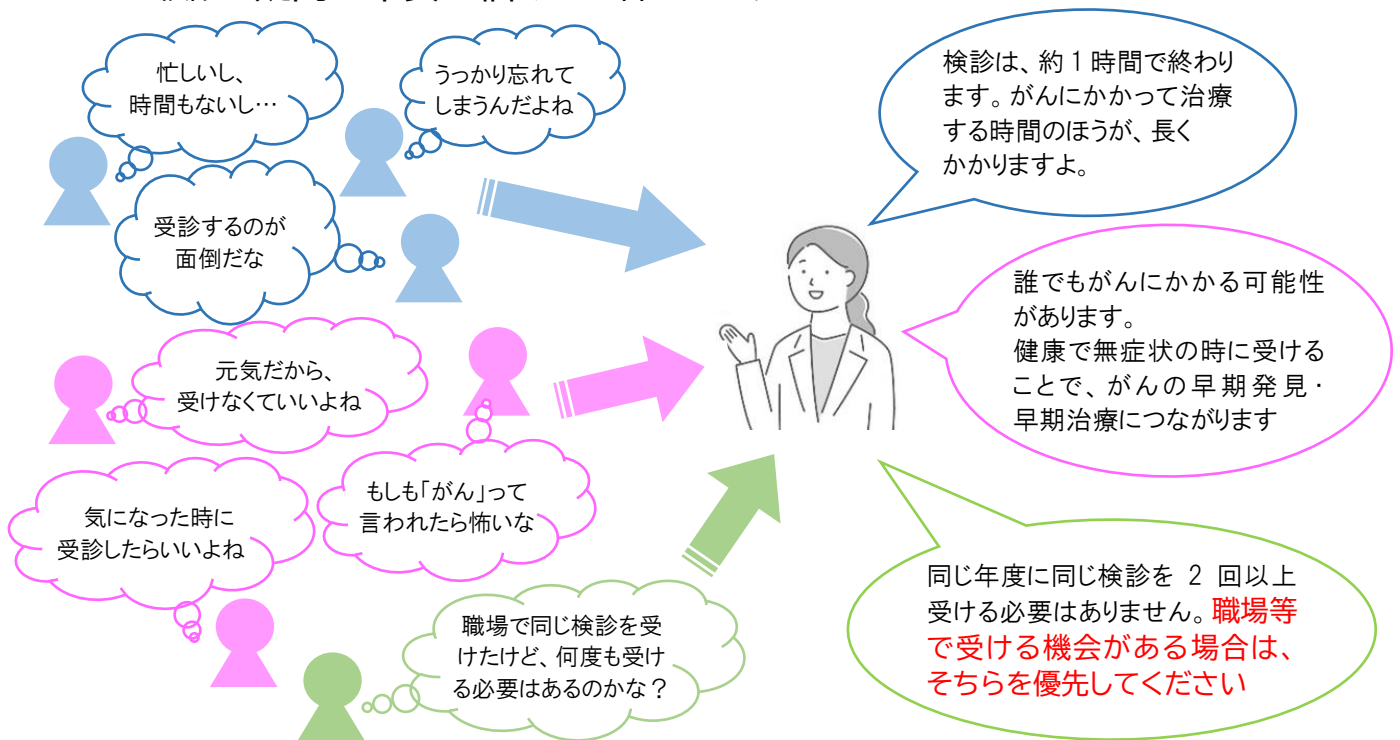 忙しいし、
時間もないし…
うっかり忘れて
しまうんだよね
受診するのが
面倒だな
検診は、約1時間で終わり
ます。がんにかかって治療
する時間のほうが、長く
かかりますよ。
元気だから、
受けなくていいよね
もしも「がん」って
言われたら怖いな
気になった時に
受診したらいいよね
誰でもがんにかかる可能性
があります。
健康で無症状の時に受ける
ことで、がんの早期発見・
早期治療につながります
職場で同じ検診を受
けたけど、何度も受け
る必要はあるのかな？
同じ年度に同じ検診を 2 回以上
受ける必要はありません。職場等
で受ける機会がある場合は、
そちらを優先してください